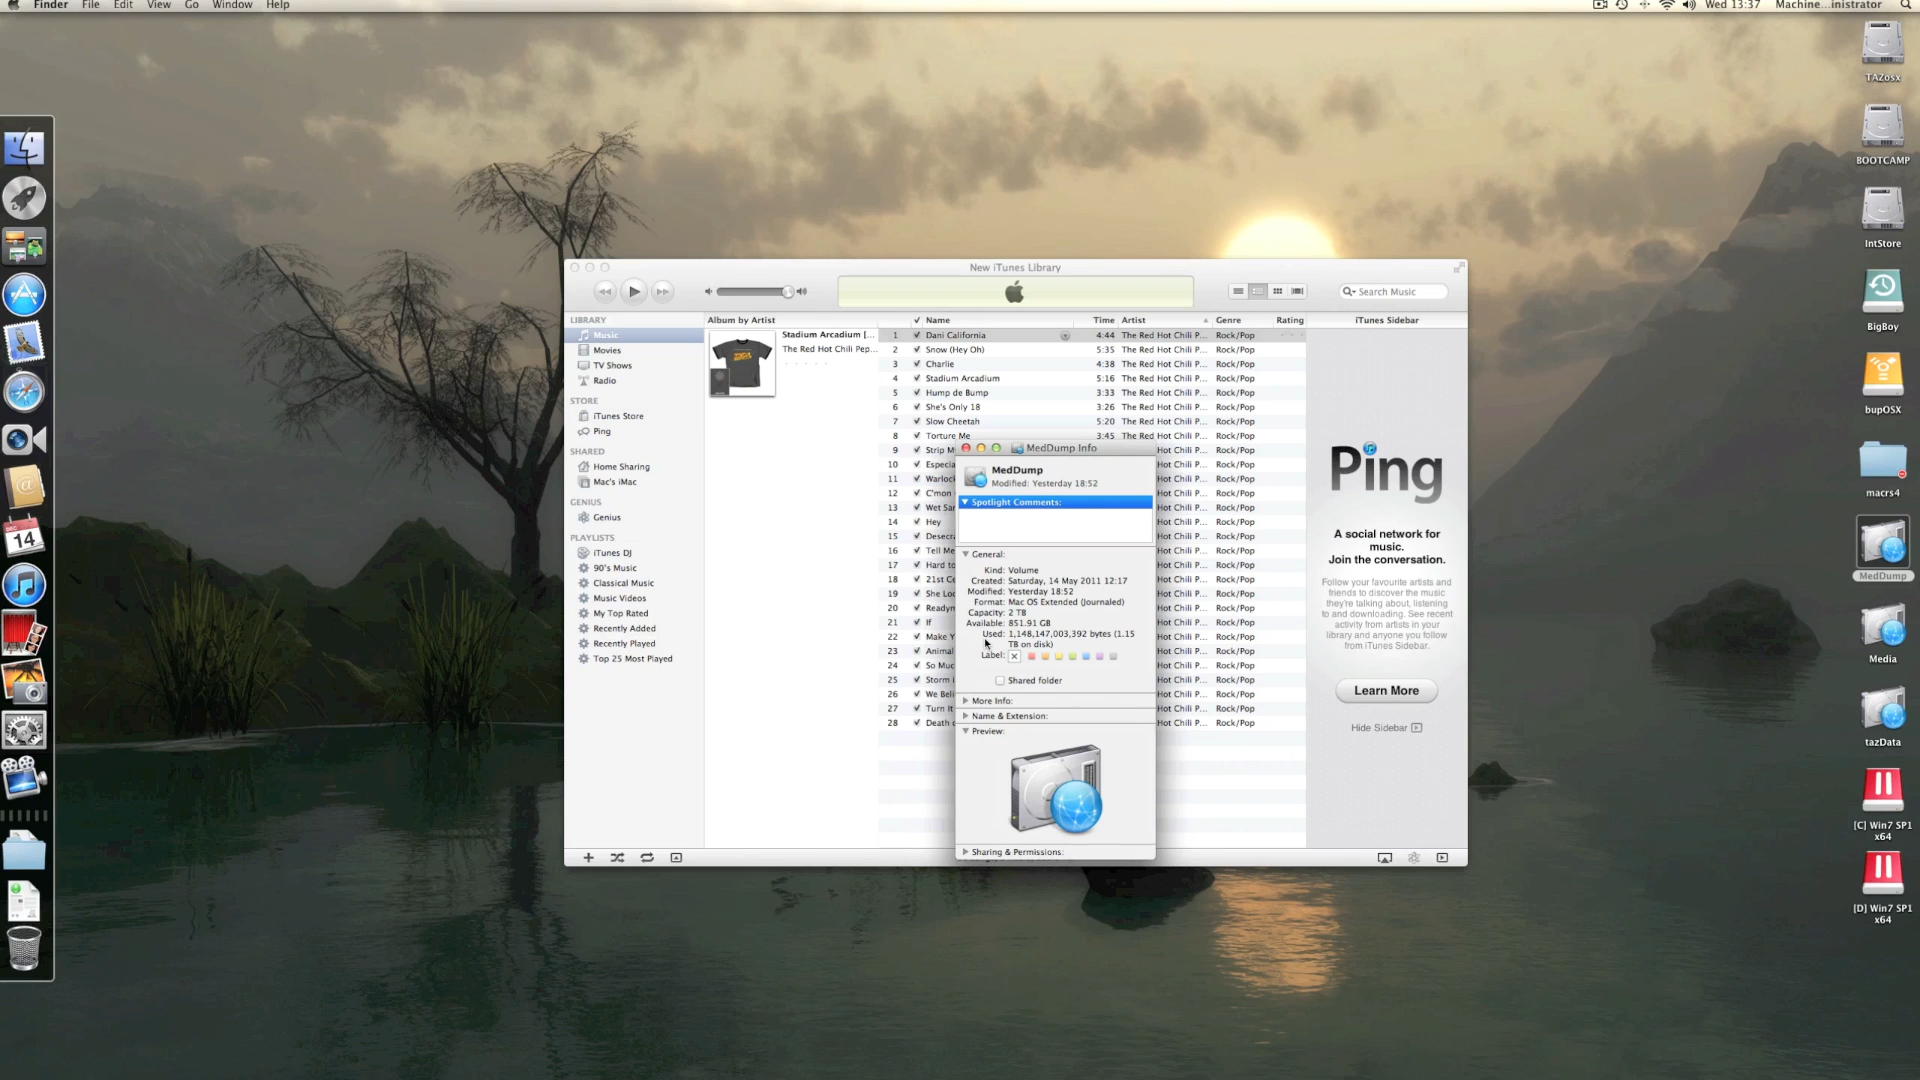 Finder File Edit View Go Window Help
Wed 13:37 Machine...inistrator
TAZosx
BOOTCAMP
IntStore
BigBoy
bupOSX
macrs4
MedDump
Media
tazData
[C] Win7 SP1
x64
[D] Win7 SP1
x64
DEC
14
New iTunes Library
Search Music
LIBRARY
Music
Movies
TV Shows
Radio
STORE
iTunes Store
Ping
SHARED
Home Sharing
Mac's iMac
GENIUS
Genius
PLAYLISTS
iTunes DJ
90's Music
Classical Music
Music Videos
My Top Rated
Recently Added
Recently Played
Top 25 Most Played
Album by Artist
Stadium Arcadium [...
The Red Hot Chili Pep...
Name Time Artist Genre Rating
1 Dani California 4:44 The Red Hot Chili P... Rock/Pop
2 Snow (Hey Oh) 5:35 The Red Hot Chili P... Rock/Pop
3 Charlie 4:38 The Red Hot Chili P... Rock/Pop
4 Stadium Arcadium 5:16 The Red Hot Chili P... Rock/Pop
5 Hump de Bump 3:33 The Red Hot Chili P... Rock/Pop
6 She's Only 18 3:26 The Red Hot Chili P... Rock/Pop
7 Slow Cheetah 5:20 The Red Hot Chili P... Rock/Pop
8 Torture Me 3:45 The Red Hot Chili P... Rock/Pop
9 Strip M Hot Chili P... Rock/Pop
10 Especia Hot Chili P... Rock/Pop
11 Warlock Hot Chili P... Rock/Pop
12 C'mon Hot Chili P... Rock/Pop
13 Wet Sar Hot Chili P... Rock/Pop
14 Hey Hot Chili P... Rock/Pop
15 Desecra Hot Chili P... Rock/Pop
16 Tell Me Hot Chili P... Rock/Pop
17 Hard to Hot Chili P... Rock/Pop
18 21st Ce Hot Chili P... Rock/Pop
19 She Loo Hot Chili P... Rock/Pop
20 Readym Hot Chili P... Rock/Pop
21 If Hot Chili P... Rock/Pop
22 Make Y Hot Chili P... Rock/Pop
23 Animal Hot Chili P... Rock/Pop
24 So Muc Hot Chili P... Rock/Pop
25 Storm i Hot Chili P... Rock/Pop
26 We Beli Hot Chili P... Rock/Pop
27 Turn It Hot Chili P... Rock/Pop
28 Death o Hot Chili P... Rock/Pop
MedDump Info
MedDump
Modified: Yesterday 18:52
Spotlight Comments:
General:
Kind: Volume
Created: Saturday, 14 May 2011 12:17
Modified: Yesterday 18:52
Format: Mac OS Extended (Journaled)
Capacity: 2 TB
Available: 851.91 GB
Used: 1,148,147,003,392 bytes (1.15
TB on disk)
Label:
Shared folder
More Info:
Name & Extension:
Preview:
Sharing & Permissions:
iTunes Sidebar
Ping
A social network for
music.
Join the conversation.
Follow your favourite artists and
friends to discover the music
they're talking about, listening
to and downloading. See recent
activity from artists in your
library and anyone you follow
from iTunes Sidebar.
Learn More
Hide Sidebar